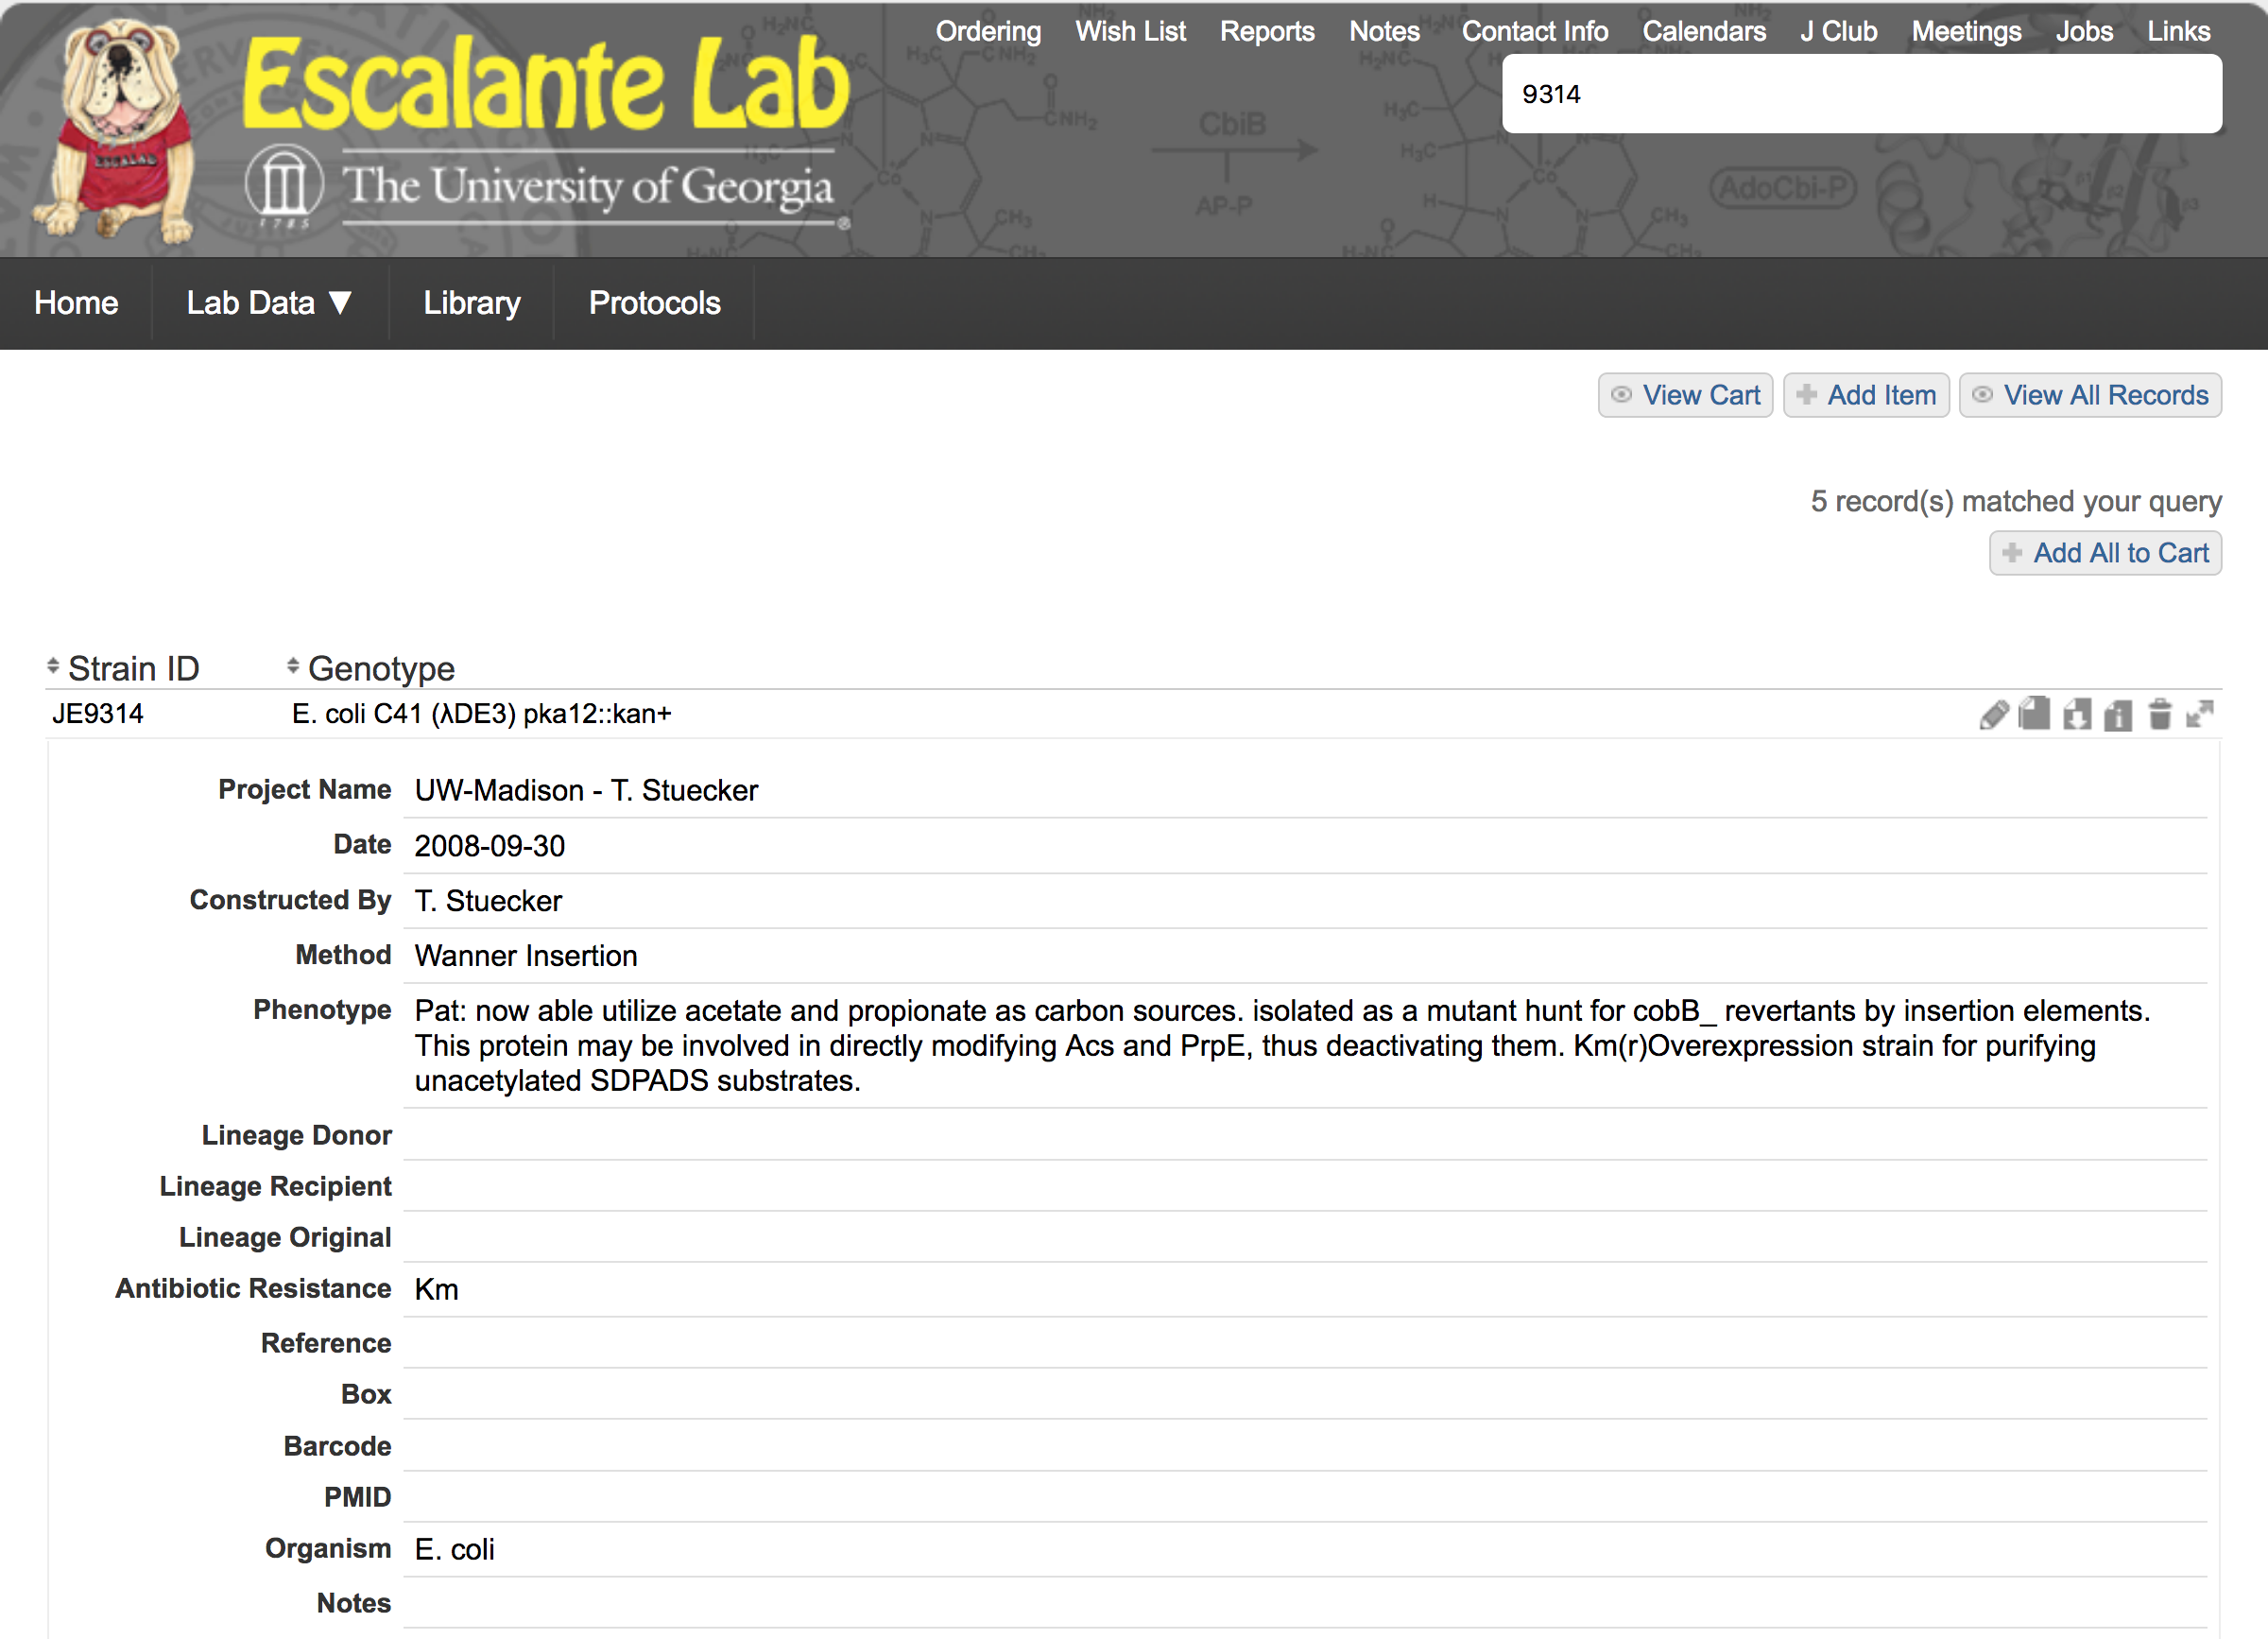 Ordering Wish List Reports Notes Contact Info Calendars J Club Meetings Jobs Links
Escalante Lab
ESCALAB
1785
The University of Georgia®
9314
CbiB
AP-P
AdoCbi-P
Home Lab Data ▼ Library Protocols
View Cart Add Item View All Records
5 record(s) matched your query
Add All to Cart
Strain ID Genotype
JE9314 E. coli C41 (λDE3) pka12::kan+
Project Name UW-Madison - T. Stuecker
Date 2008-09-30
Constructed By T. Stuecker
Method Wanner Insertion
Phenotype Pat: now able utilize acetate and propionate as carbon sources. isolated as a mutant hunt for cobB_ revertants by insertion elements.
This protein may be involved in directly modifying Acs and PrpE, thus deactivating them. Km(r)Overexpression strain for purifying
unacetylated SDPADS substrates.
Lineage Donor
Lineage Recipient
Lineage Original
Antibiotic Resistance Km
Reference
Box
Barcode
PMID
Organism E. coli
Notes